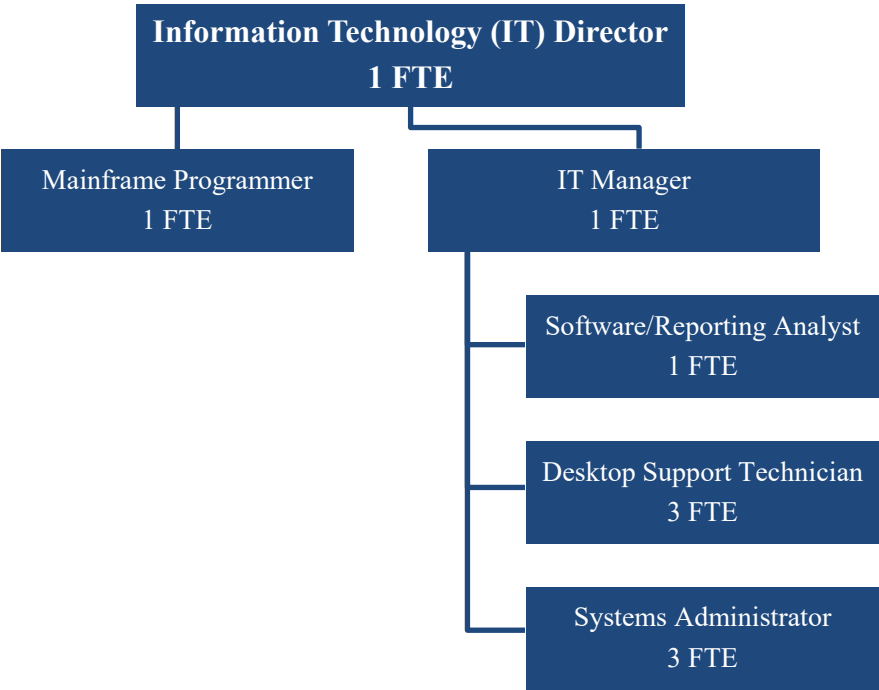 Information Technology (IT) Director
1 FTE
Mainframe Programmer
1 FTE
IT Manager
1 FTE
Software/Reporting Analyst
1 FTE
Desktop Support Technician
3 FTE
Systems Administrator
3 FTE